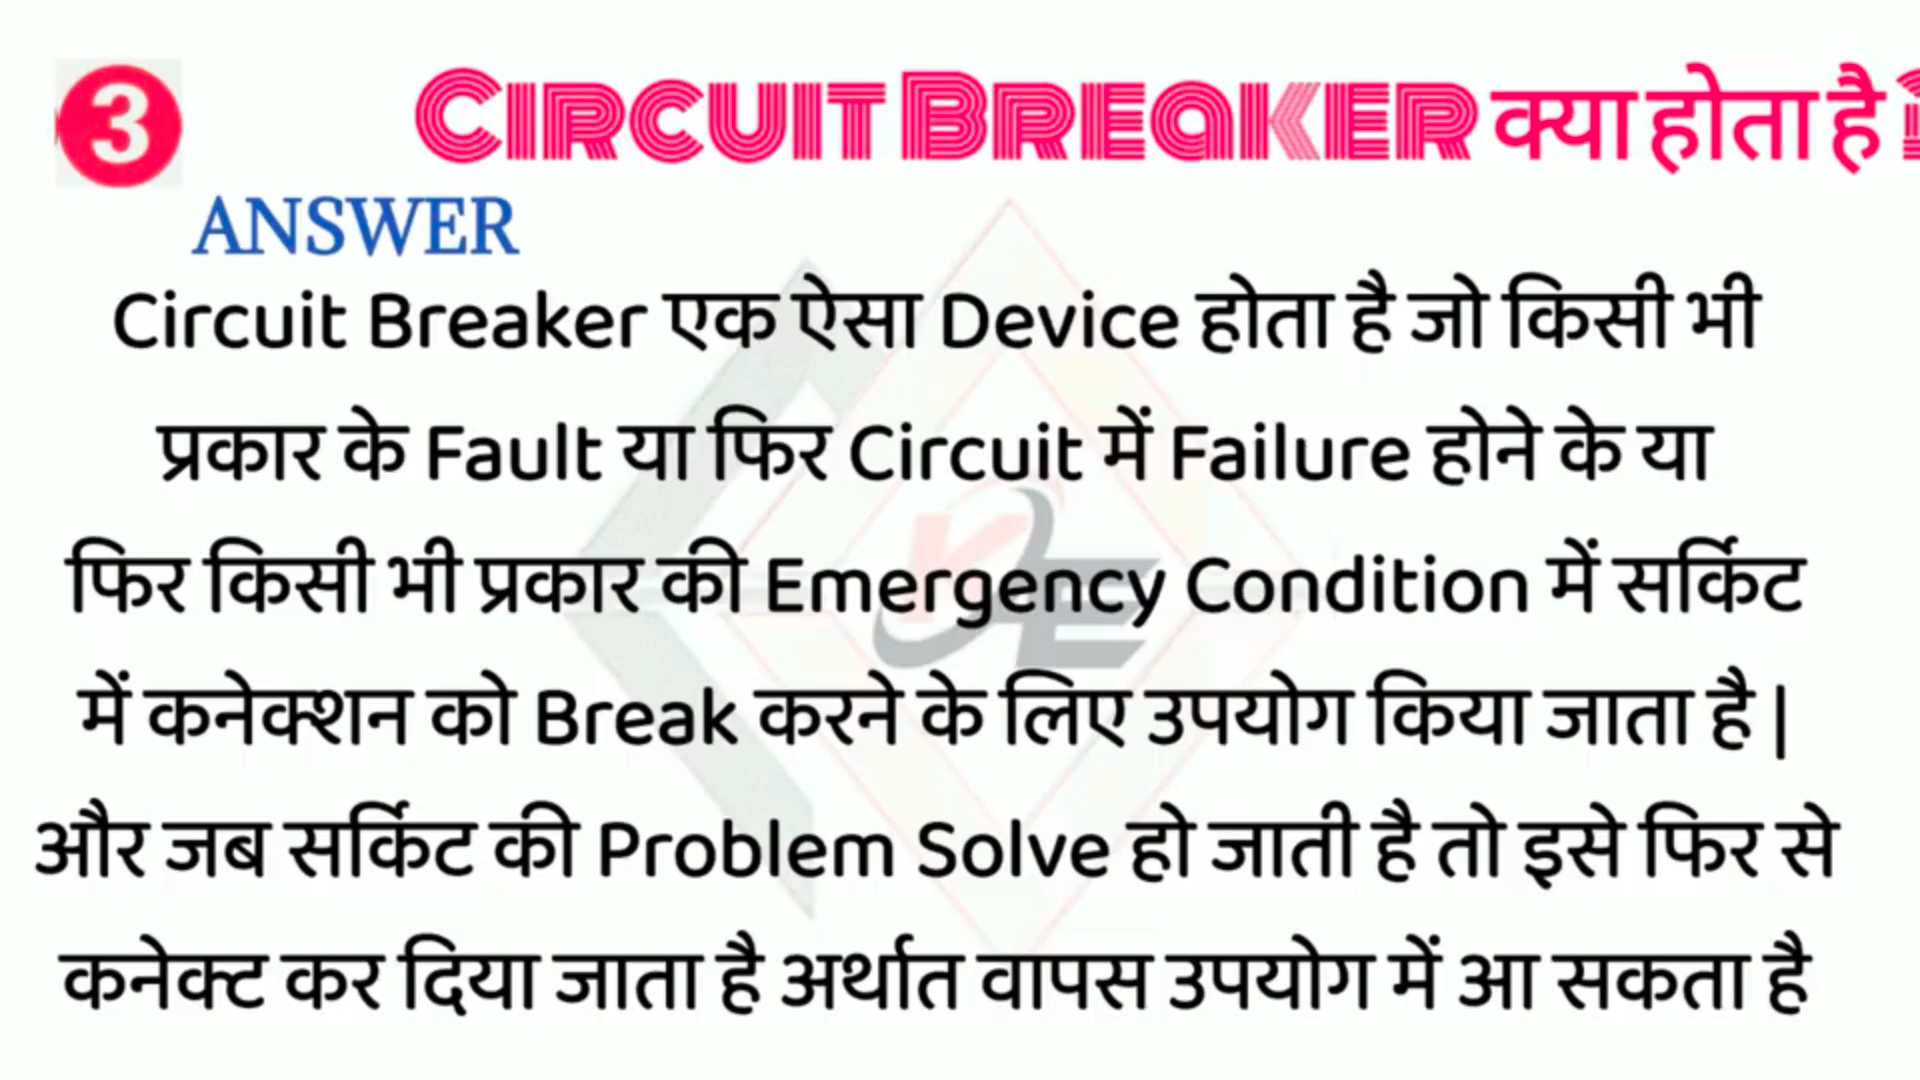 3
CIRCUIT BREAKER क्या होता है ?
ANSWER
Circuit Breaker एक ऐसा Device होता है जो किसी भी
प्रकार के Fault या फिर Circuit में Failure होने के या
फिर किसी भी प्रकार की Emergency Condition में सर्किट
में कनेक्शन को Break करने के लिए उपयोग किया जाता है |
और जब सर्किट की Problem Solve हो जाती है तो इसे फिर से
कनेक्ट कर दिया जाता है अर्थात वापस उपयोग में आ सकता है